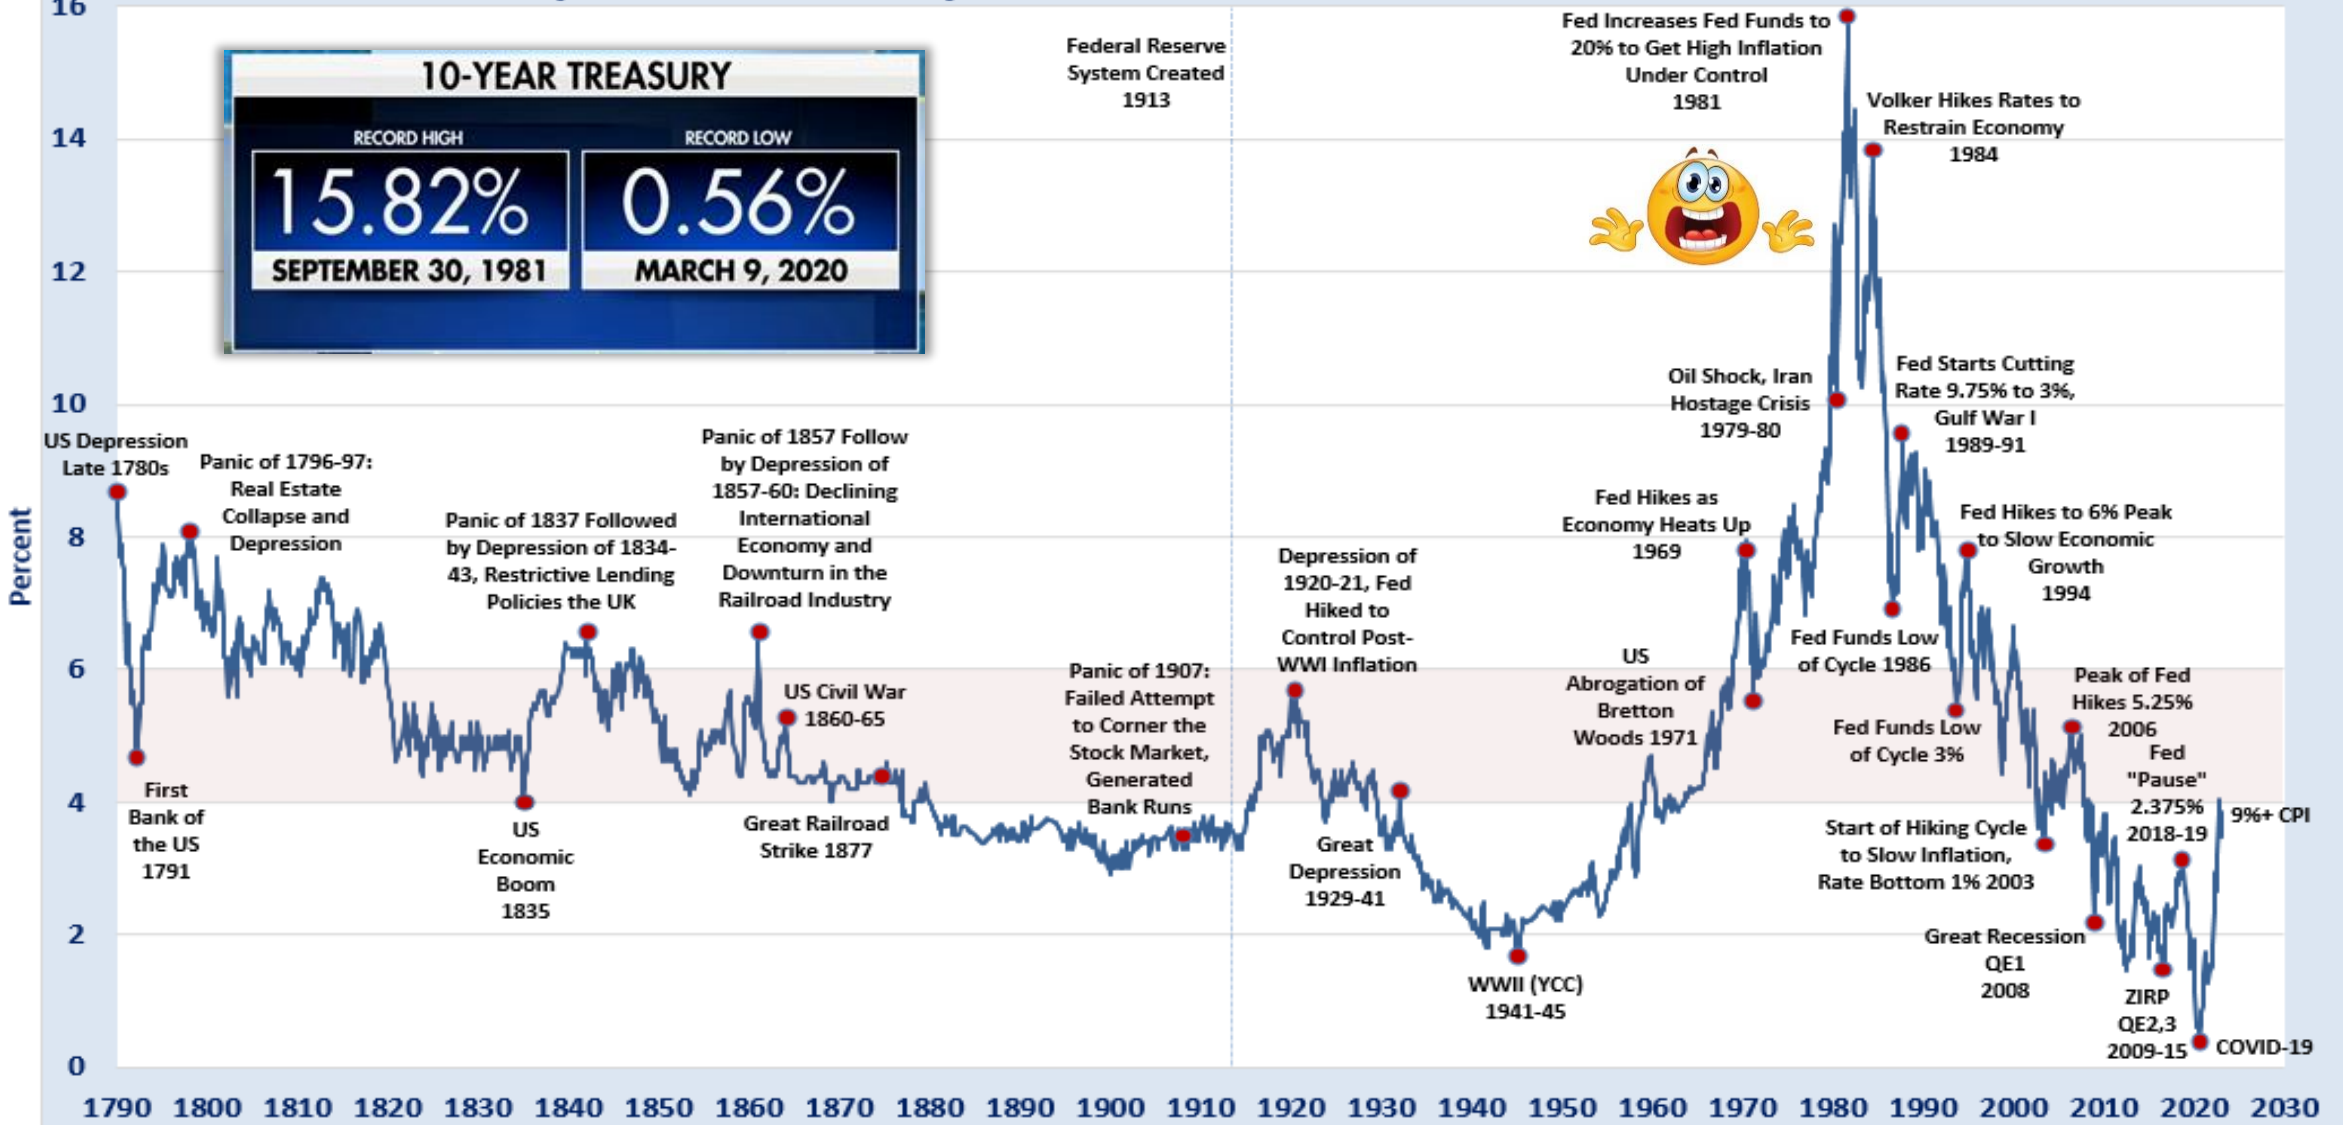 16
14
12
10
8
6
4
2
0
Percent
10-YEAR TREASURY
RECORD HIGH
15.82%
SEPTEMBER 30, 1981
RECORD LOW
0.56%
MARCH 9, 2020
US Depression
Late 1780s
First
Bank of
the US
1791
Panic of 1796-97:
Real Estate
Collapse and
Depression
Panic of 1837 Followed
by Depression of 1834-
43, Restrictive Lending
Policies the UK
US
Economic
Boom
1835
Panic of 1857 Follow
by Depression of
1857-60: Declining
International
Economy and
Downturn in the
Railroad Industry
US Civil War
1860-65
Great Railroad
Strike 1877
Panic of 1907:
Failed Attempt
to Corner the
Stock Market,
Generated
Bank Runs
Federal Reserve
System Created
1913
Depression of
1920-21, Fed
Hiked to
Control Post-
WWI Inflation
Great
Depression
1929-41
WWII (YCC)
1941-45
Fed Hikes as
Economy Heats Up
1969
US
Abrogation of
Bretton
Woods 1971
Oil Shock, Iran
Hostage Crisis
1979-80
Fed Increases Fed Funds to
20% to Get High Inflation
Under Control
1981
Volker Hikes Rates to
Restrain Economy
1984
Fed Funds Low
of Cycle 1986
Fed Starts Cutting
Rate 9.75% to 3%,
Gulf War I
1989-91
Fed Funds Low
of Cycle 3%
Fed Hikes to 6% Peak
to Slow Economic
Growth
1994
Start of Hiking Cycle
to Slow Inflation,
Rate Bottom 1% 2003
Peak of Fed
Hikes 5.25%
2006
Great Recession
QE1
2008
ZIRP
QE2,3
2009-15
Fed
"Pause"
2.375%
2018-19
COVID-19
9%+ CPI
1790 1800 1810 1820 1830 1840 1850 1860 1870 1880 1890 1900 1910 1920 1930 1940 1950 1960 1970 1980 1990 2000 2010 2020 2030